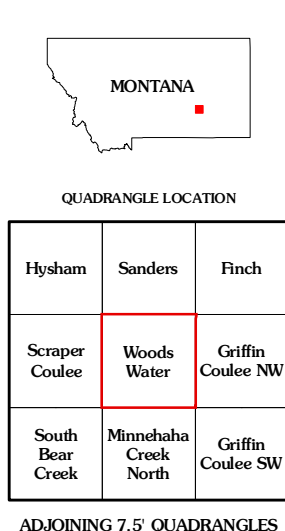 MONTANA
QUADRANGLE LOCATION
Hysham Sanders Finch
Scraper Coulee Woods Water Griffin Coulee NW
South Bear Creek Minnehaha Creek North Griffin Coulee SW
ADJOINING 7.5' QUADRANGLES